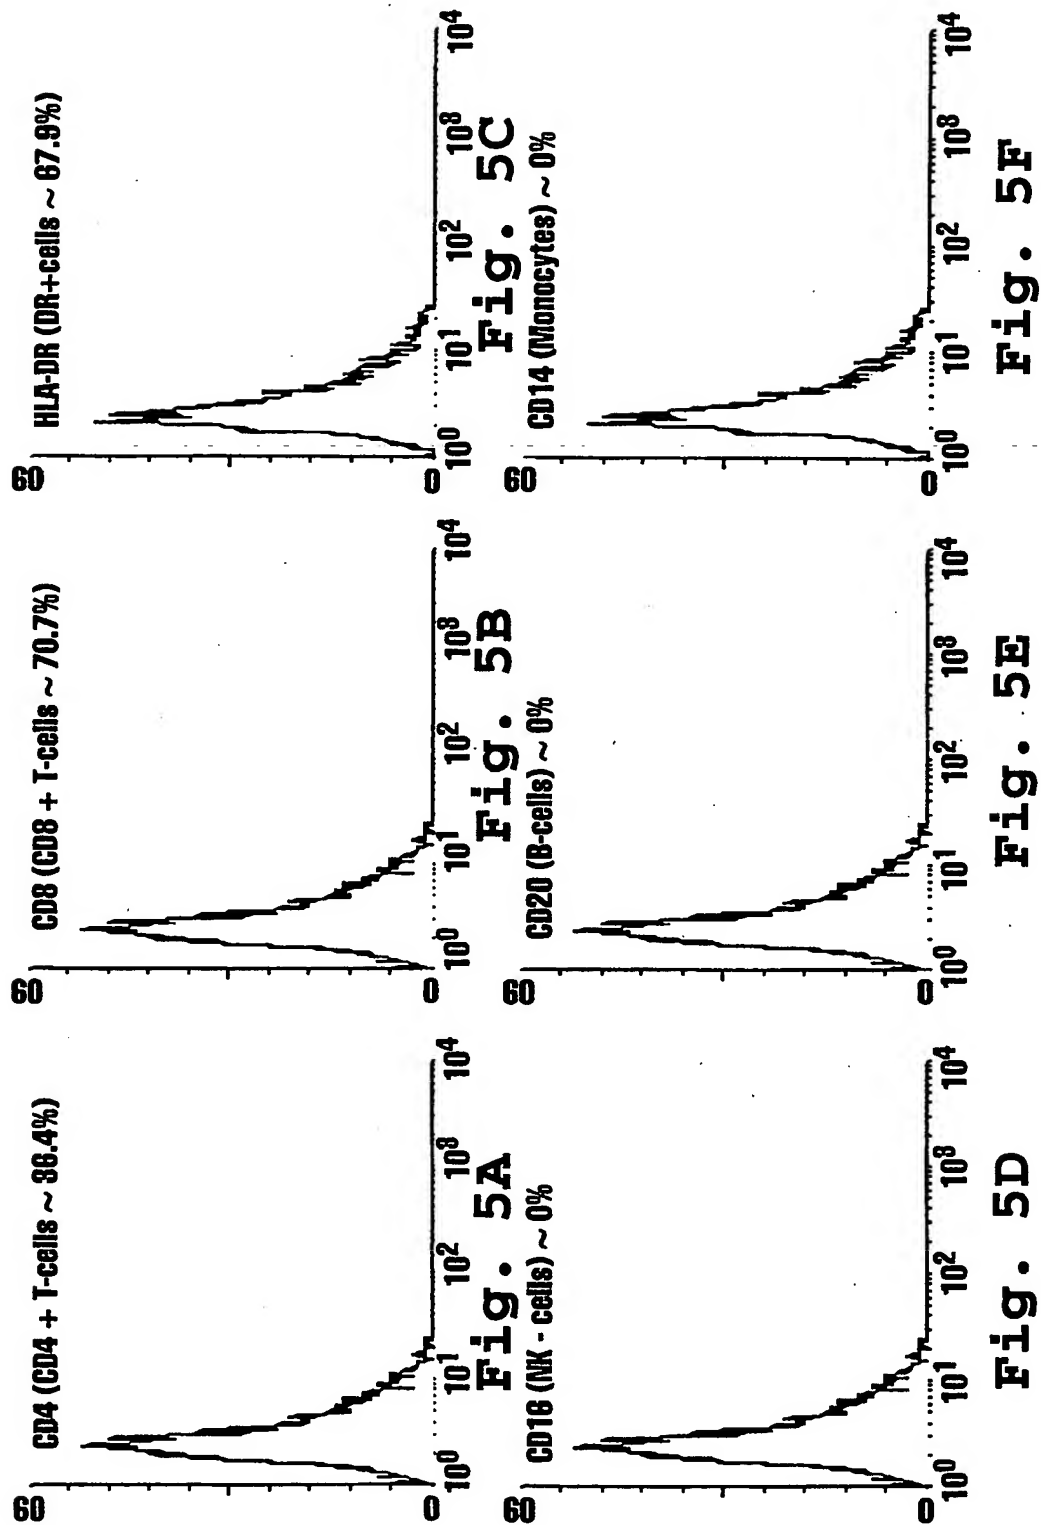 CD4 (CD4 + T-cells ~ 36.4%)
60
0
10⁰ 10¹ 10² 10³ 10⁴
Fig. 5A
CD8 (CD8 + T-cells ~ 70.7%)
60
0
10⁰ 10¹ 10² 10³ 10⁴
Fig. 5B
HLA-DR (DR+cells ~ 67.9%)
60
0
10⁰ 10¹ 10² 10³ 10⁴
Fig. 5C
CD16 (NK - cells) ~ 0%
60
0
10⁰ 10¹ 10² 10³ 10⁴
Fig. 5D
CD20 (B-cells) ~ 0%
60
0
10⁰ 10¹ 10² 10³ 10⁴
Fig. 5E
CD14 (Monocytes) ~ 0%
60
0
10⁰ 10¹ 10² 10³ 10⁴
Fig. 5F